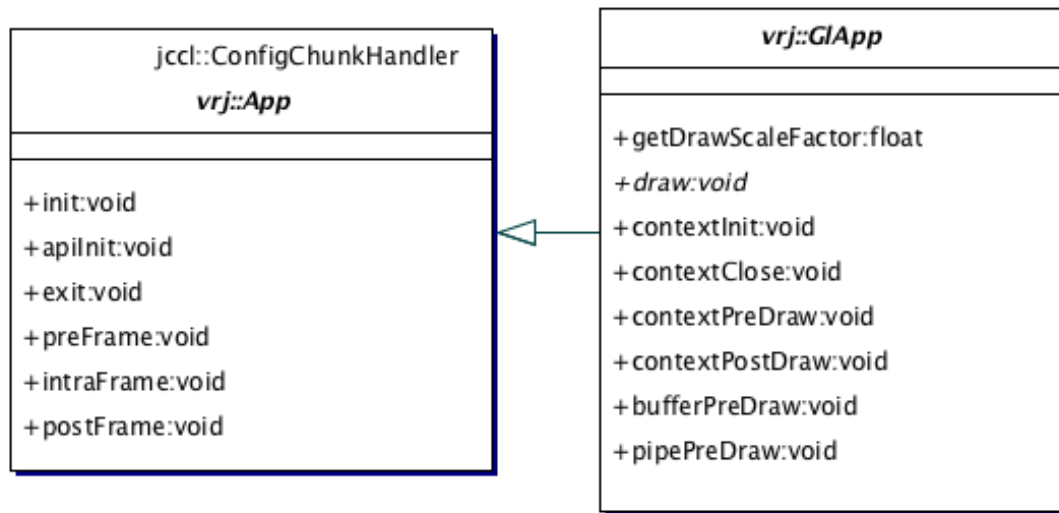 jccl::ConfigChunkHandler
vrj::App
+init:void
+apiInit:void
+exit:void
+preFrame:void
+intraFrame:void
+postFrame:void
vrj::GlApp
+getDrawScaleFactor:float
+draw:void
+contextInit:void
+contextClose:void
+contextPreDraw:void
+contextPostDraw:void
+bufferPreDraw:void
+pipePreDraw:void